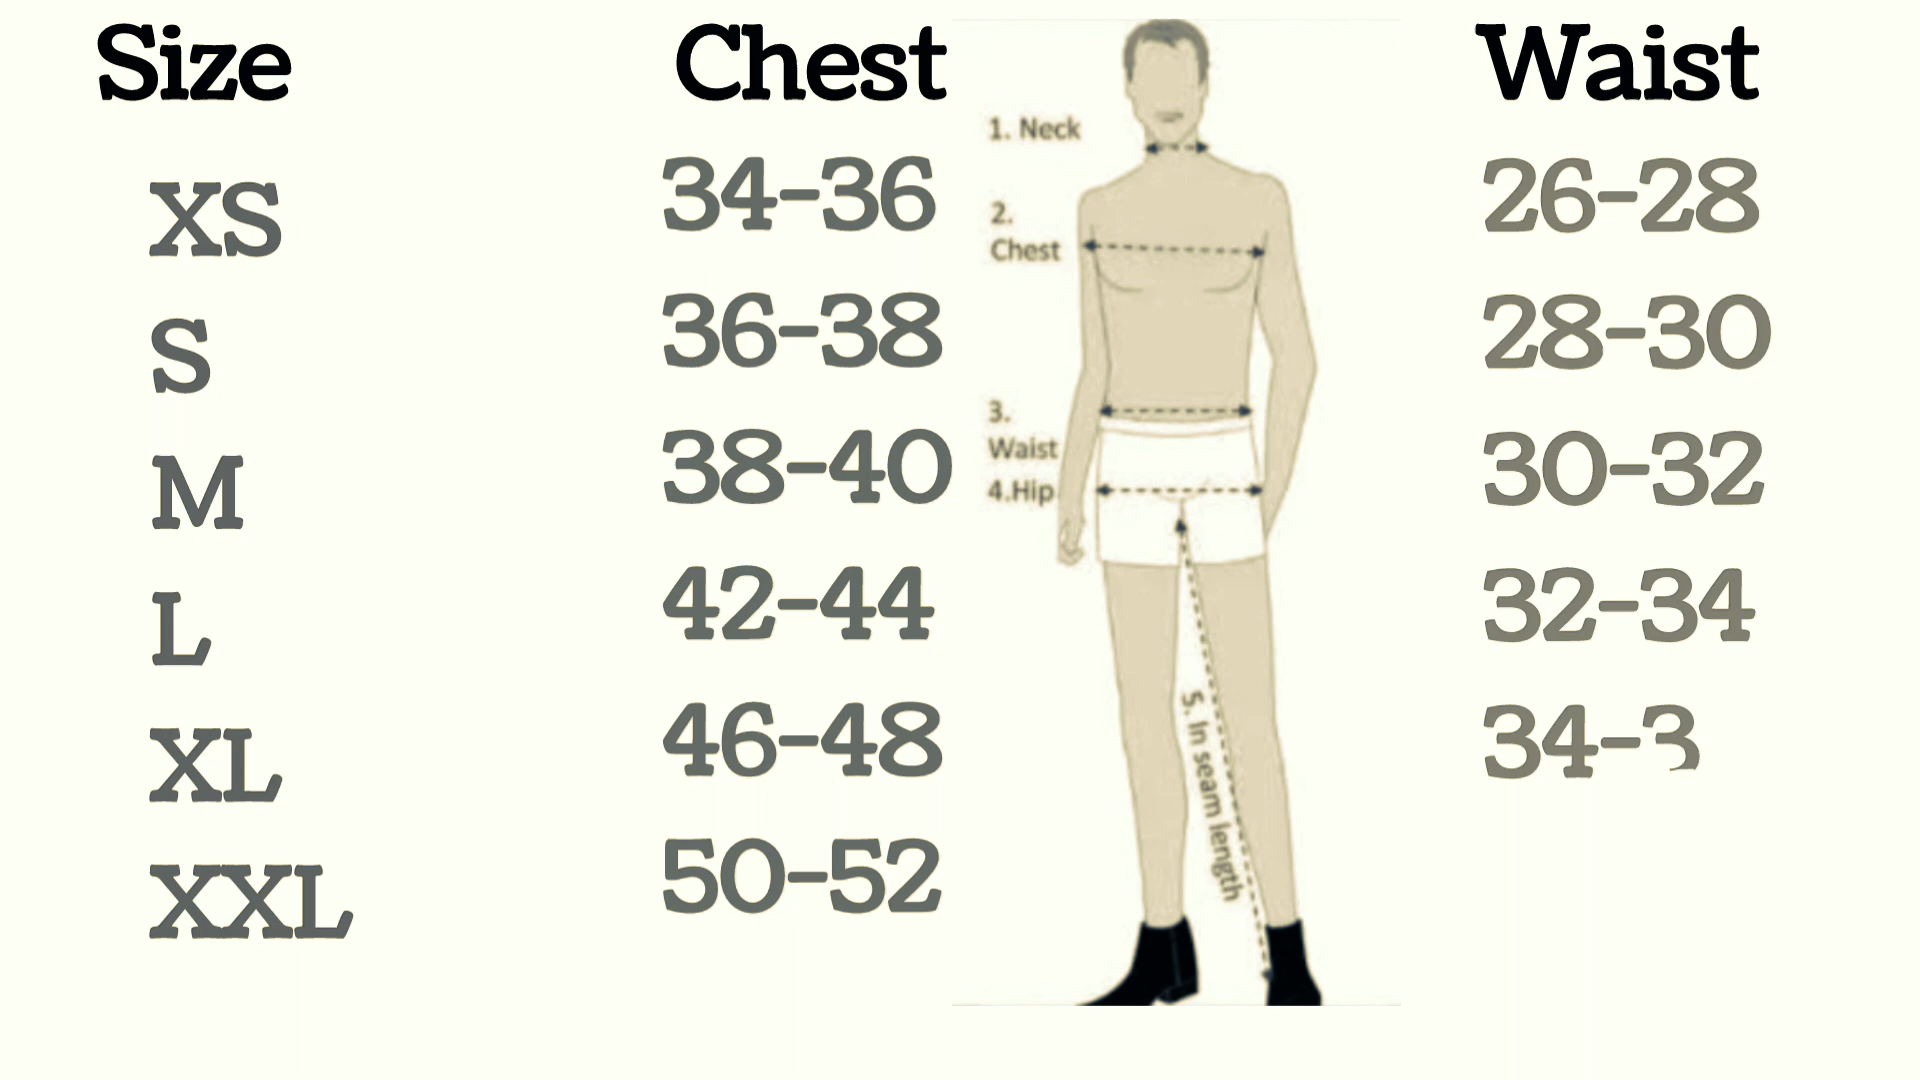 Size Chest Waist
XS 34-36 26-28
S 36-38 28-30
M 38-40 30-32
L 42-44 32-34
XL 46-48 34-3
XXL 50-52
1. Neck
2.
Chest
3.
Waist
4.Hip
5. In seam length